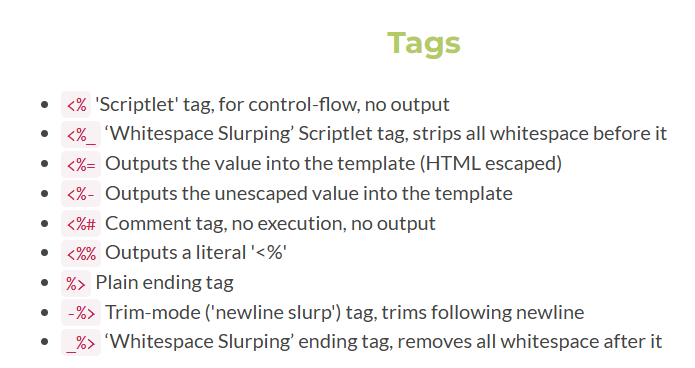 Tags
<% 'Scriptlet' tag, for control-flow, no output
<%_ ‘Whitespace Slurping’ Scriptlet tag, strips all whitespace before it
<%= Outputs the value into the template (HTML escaped)
<%- Outputs the unescaped value into the template
<%# Comment tag, no execution, no output
<%% Outputs a literal '<%'
%> Plain ending tag
-%> Trim-mode ('newline slurp') tag, trims following newline
_%> ‘Whitespace Slurping’ ending tag, removes all whitespace after it